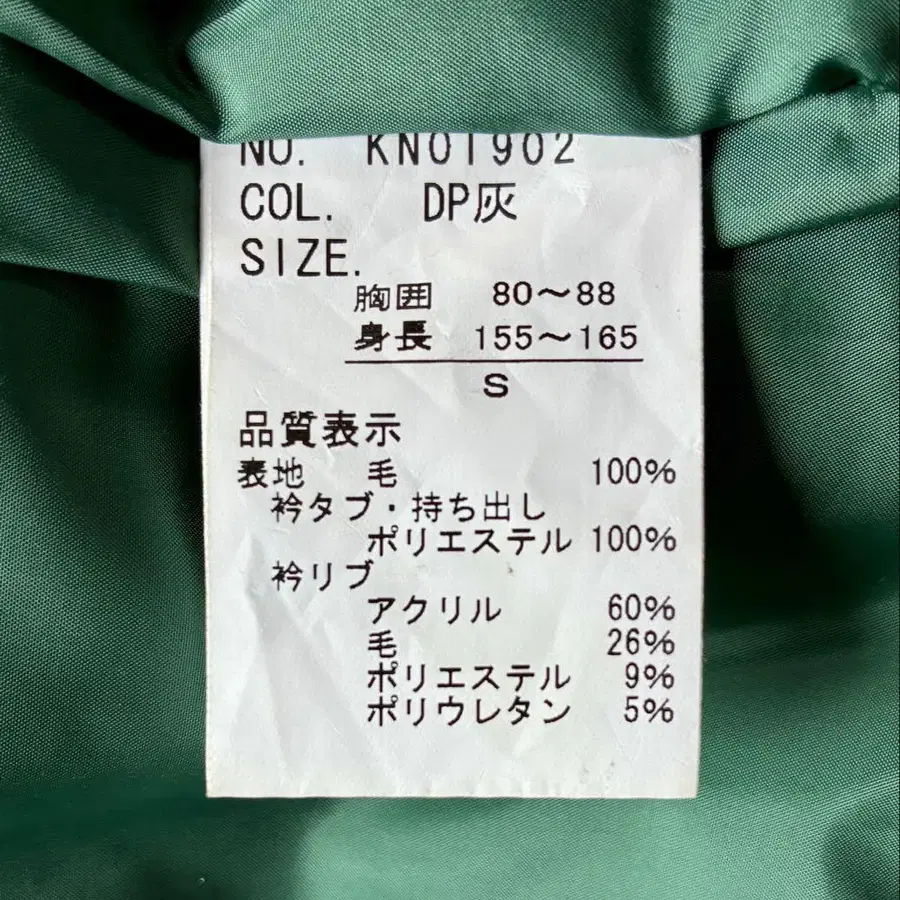 NO. KN01902
COL. DP灰
SIZE.
胸囲 80〜88
身長 155〜165
S
品質表示
表地 毛 100%
衿タブ・持ち出し
ポリエステル 100%
衿リブ
アクリル 60%
毛 26%
ポリエステル 9%
ポリウレタン 5%